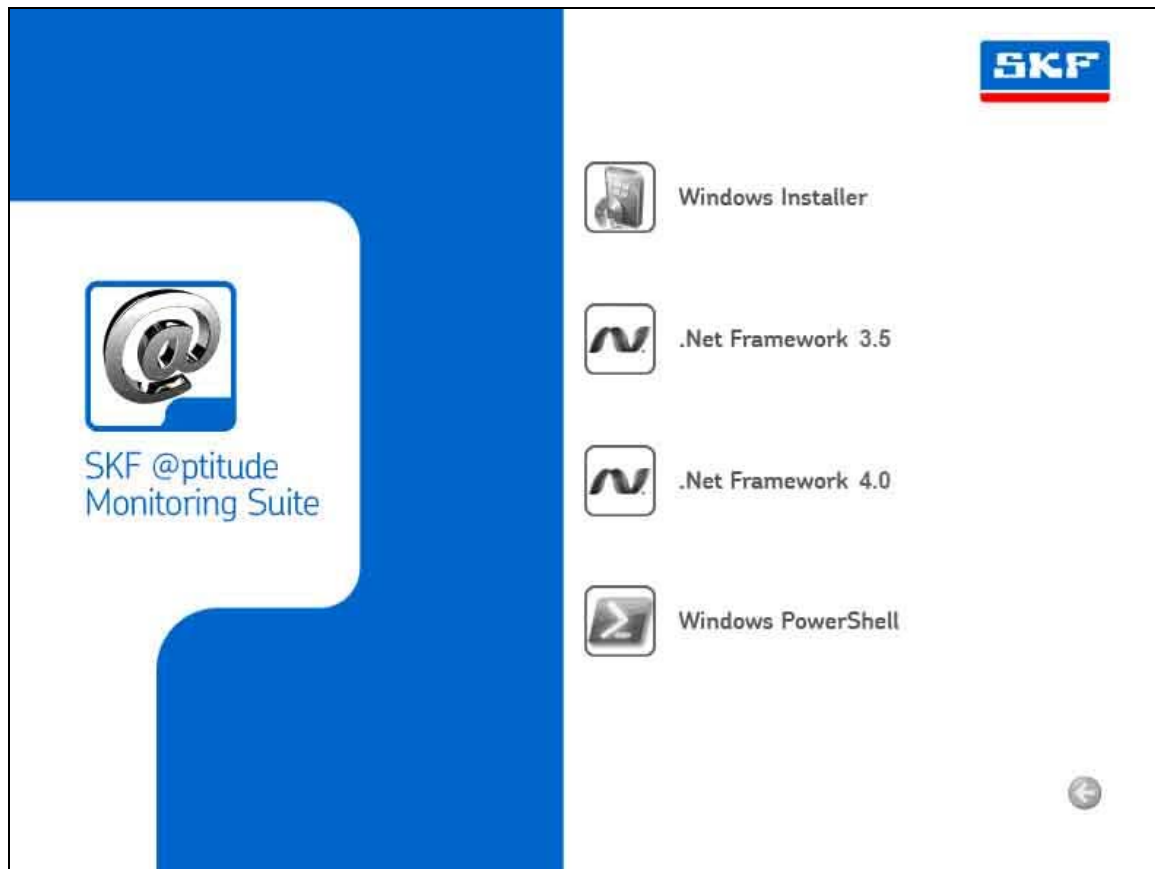 SKF
Windows Installer
.Net Framework 3.5
SKF @ptitude
Monitoring Suite
.Net Framework 4.0
Windows PowerShell